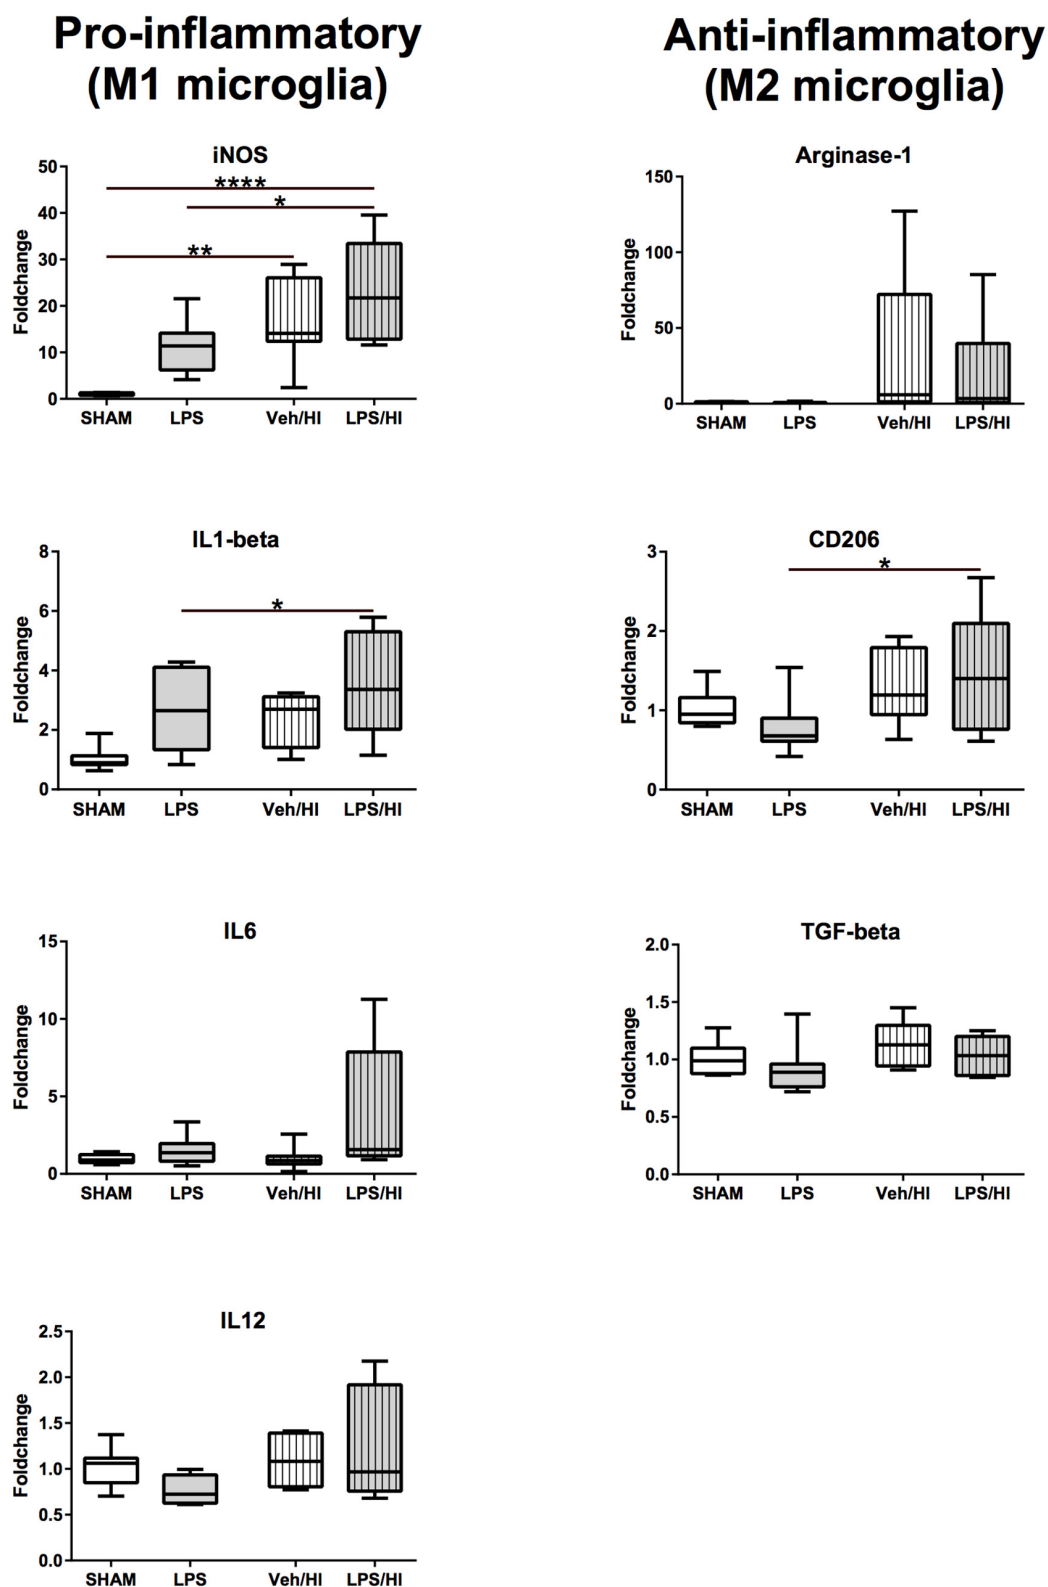 Pro-inflammatory
(M1 microglia)
Anti-inflammatory
(M2 microglia)
iNOS
50
40
30
20
10
0
Foldchange
****
*
**
SHAM LPS Veh/HI LPS/HI
Arginase-1
150
100
50
0
Foldchange
SHAM LPS Veh/HI LPS/HI
IL1-beta
8
6
4
2
0
Foldchange
*
SHAM LPS Veh/HI LPS/HI
CD206
3
2
1
0
Foldchange
*
SHAM LPS Veh/HI LPS/HI
IL6
15
10
5
0
Foldchange
SHAM LPS Veh/HI LPS/HI
TGF-beta
2.0
1.5
1.0
0.5
0.0
Foldchange
SHAM LPS Veh/HI LPS/HI
IL12
2.5
2.0
1.5
1.0
0.5
0.0
Foldchange
SHAM LPS Veh/HI LPS/HI